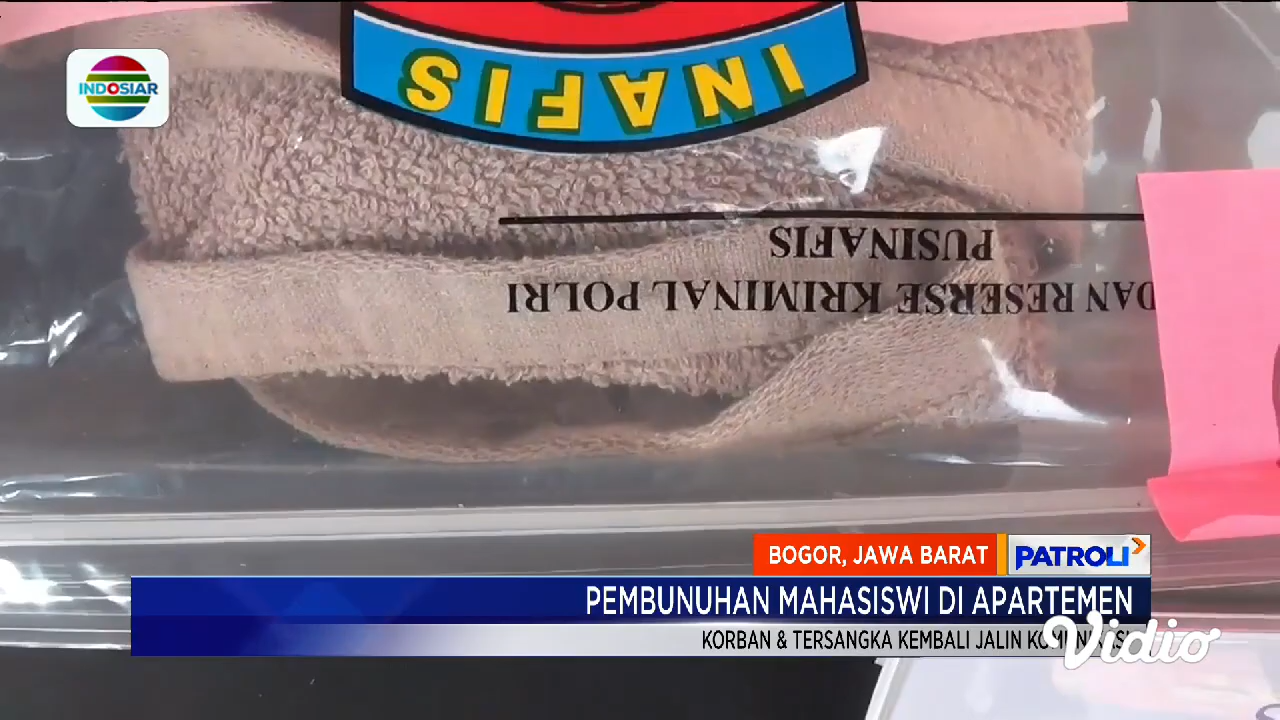 INDOSIAR
INAFIS
PUSINAFIS
DAN RESERSE KRIMINAL POLRI
BOGOR, JAWA BARAT
PATROLI
PEMBUNUHAN MAHASISWI DI APARTEMEN
KORBAN & TERSANGKA KEMBALI JALIN KOMUNIKASI
Vidio